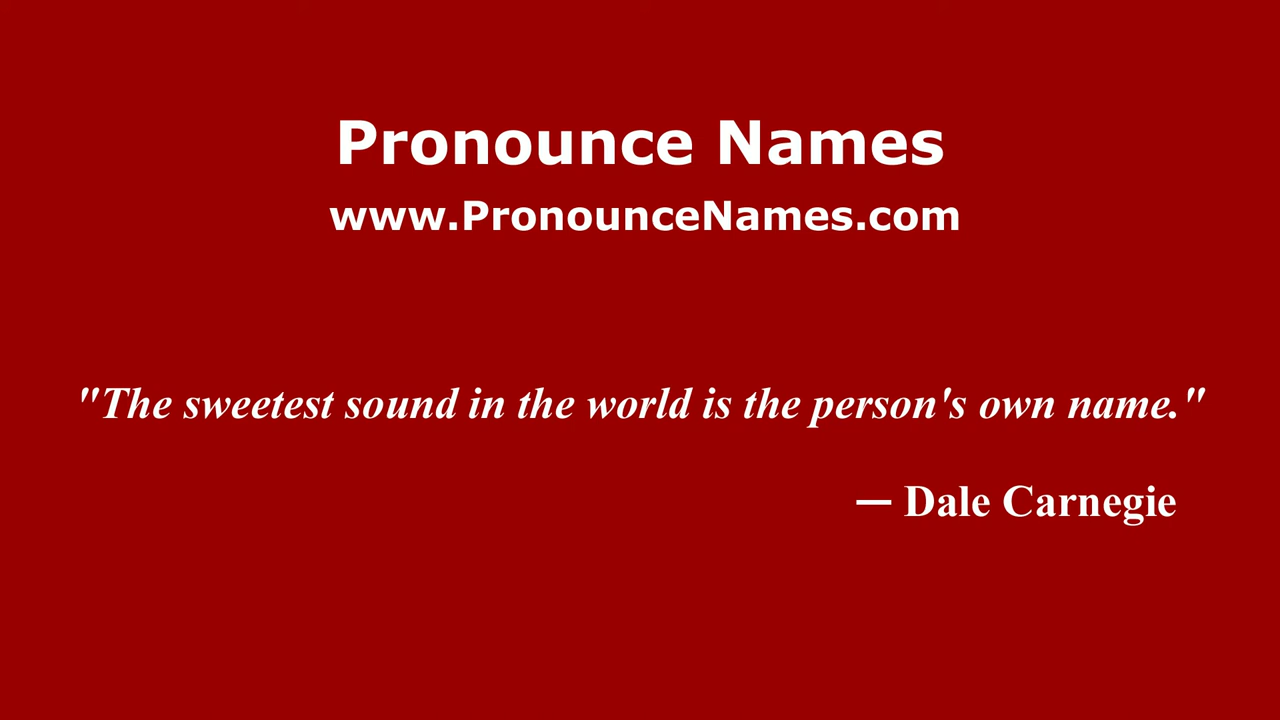 Pronounce Names
www.PronounceNames.com
"The sweetest sound in the world is the person's own name."
— Dale Carnegie